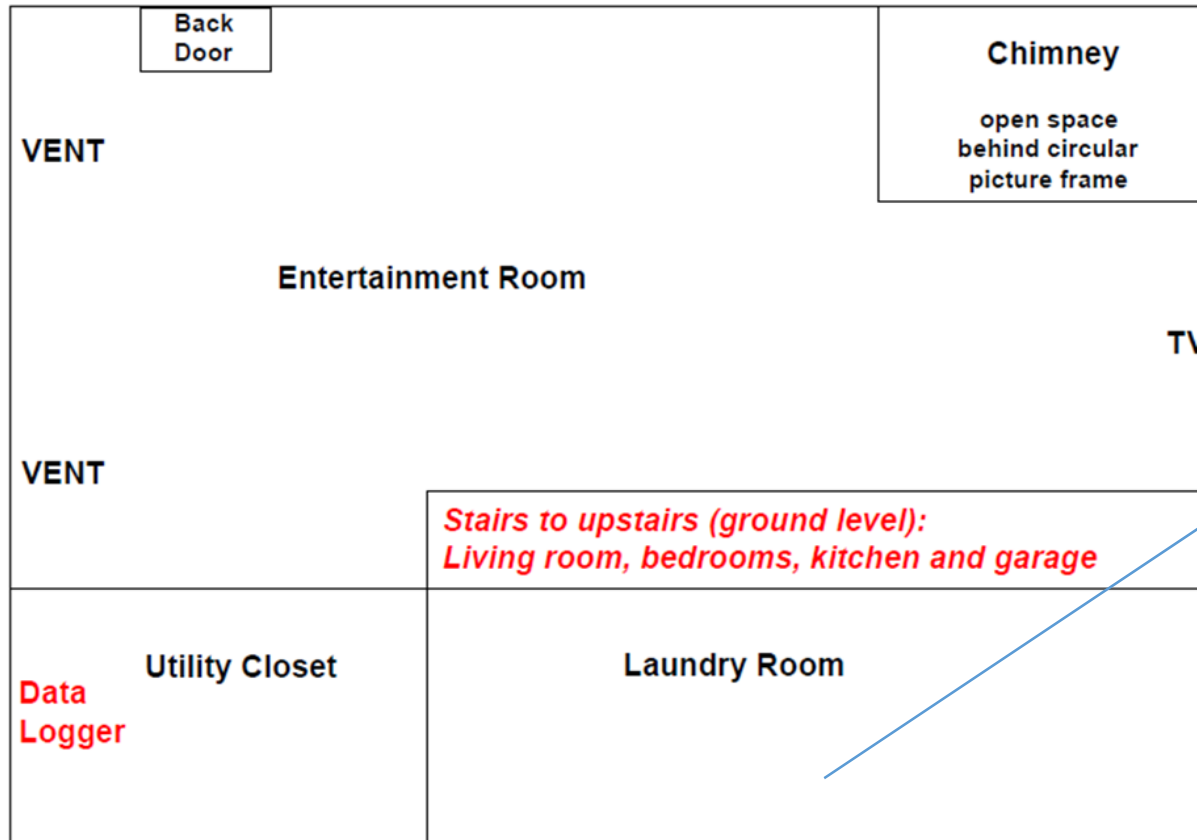 Back
Door
Chimney
open space
behind circular
picture frame
VENT
Entertainment Room
TV
VENT
Stairs to upstairs (ground level):
Living room, bedrooms, kitchen and garage
Utility Closet
Laundry Room
Data
Logger